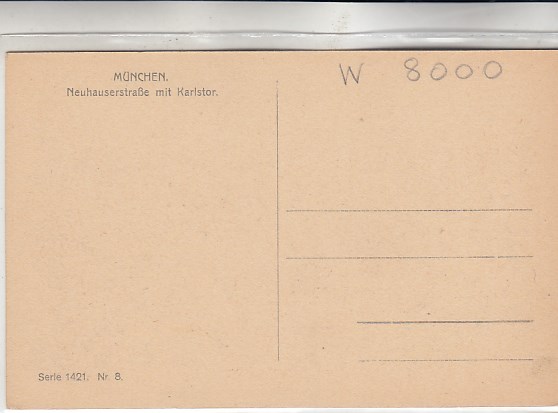 MÜNCHEN.
Neuhauserstraße mit Karlstor.
W 8000
Serie 1421. Nr 8.